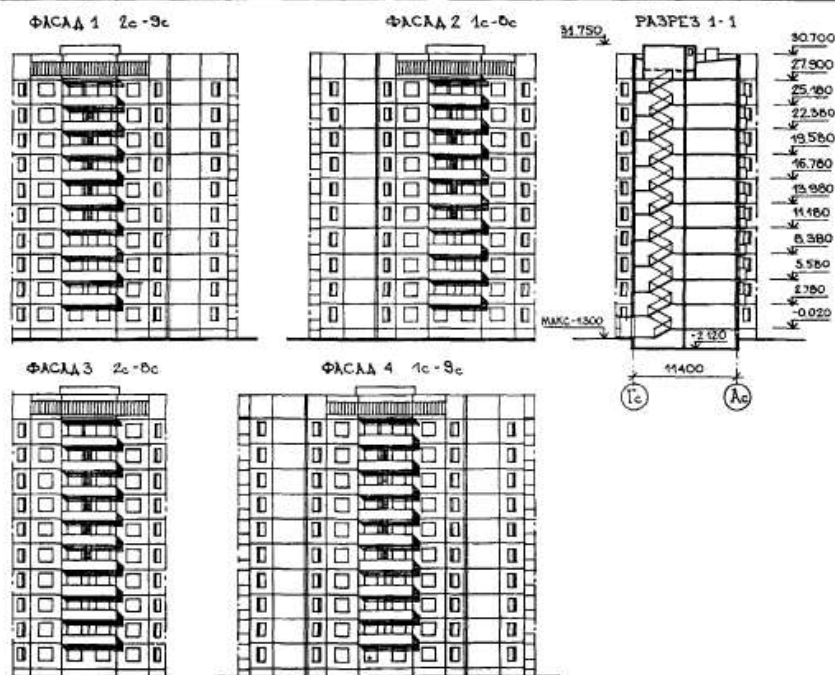 ФАСАД 1 2с-9с
ФАСАД 2 1с-8с
РАЗРЕЗ 1-1
31.750
30.700
27.900
25.180
22.380
19.580
16.780
13.980
11.180
8.380
5.580
2.780
-0.020
МАКС-1300
-2.120
11400
Гс
Ас
ФАСАД 3 2с-8с
ФАСАД 4 1с-9с